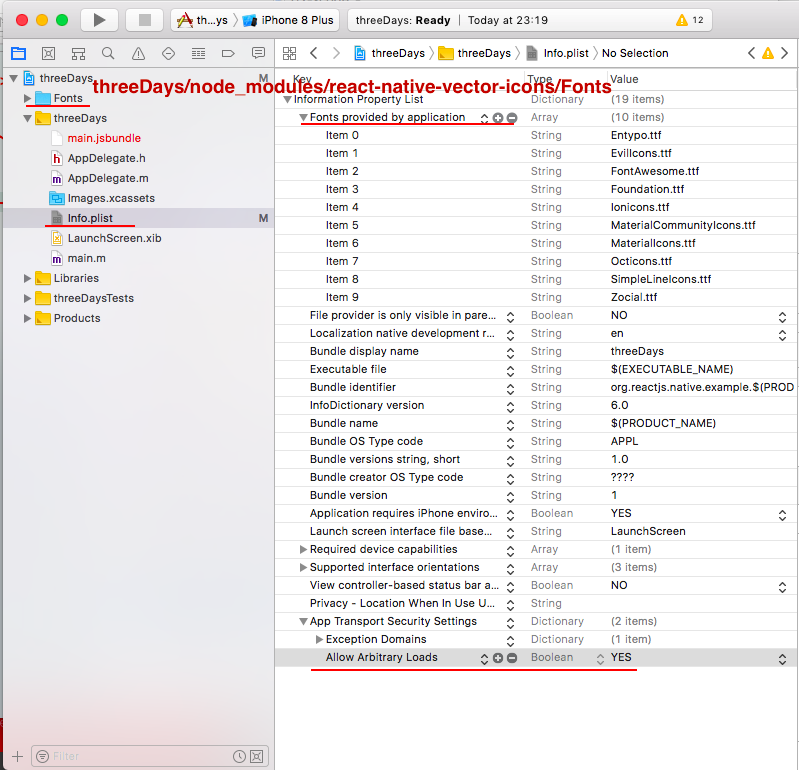 th...ys iPhone 8 Plus threeDays: Ready Today at 23:19 12
threeDays threeDays Info.plist No Selection
threeDays M Key Type Value
threeDays/node_modules/react-native-vector-icons/Fonts
Fonts Information Property List Dictionary (19 items)
threeDays Fonts provided by application Array (10 items)
main.jsbundle Item 0 String Entypo.ttf
AppDelegate.h Item 1 String EvilIcons.ttf
AppDelegate.m Item 2 String FontAwesome.ttf
Item 3 String Foundation.ttf
Images.xcassets Item 4 String Ionicons.ttf
Info.plist M Item 5 String MaterialCommunityIcons.ttf
LaunchScreen.xib Item 6 String MaterialIcons.ttf
main.m Item 7 String Octicons.ttf
Libraries Item 8 String SimpleLineIcons.ttf
threeDaysTests Item 9 String Zocial.ttf
Products File provider is only visible in pare... Boolean NO
Localization native development r... String en
Bundle display name String threeDays
Executable file String $(EXECUTABLE_NAME)
Bundle identifier String org.reactjs.native.example.$(PROD
InfoDictionary version String 6.0
Bundle name String $(PRODUCT_NAME)
Bundle OS Type code String APPL
Bundle versions string, short String 1.0
Bundle creator OS Type code String ????
Bundle version String 1
Application requires iPhone enviro... Boolean YES
Launch screen interface file base... String LaunchScreen
Required device capabilities Array (1 item)
Supported interface orientations Array (3 items)
View controller-based status bar a... Boolean NO
Privacy - Location When In Use U... String
App Transport Security Settings Dictionary (2 items)
Exception Domains Dictionary (1 item)
Allow Arbitrary Loads Boolean YES
Filter